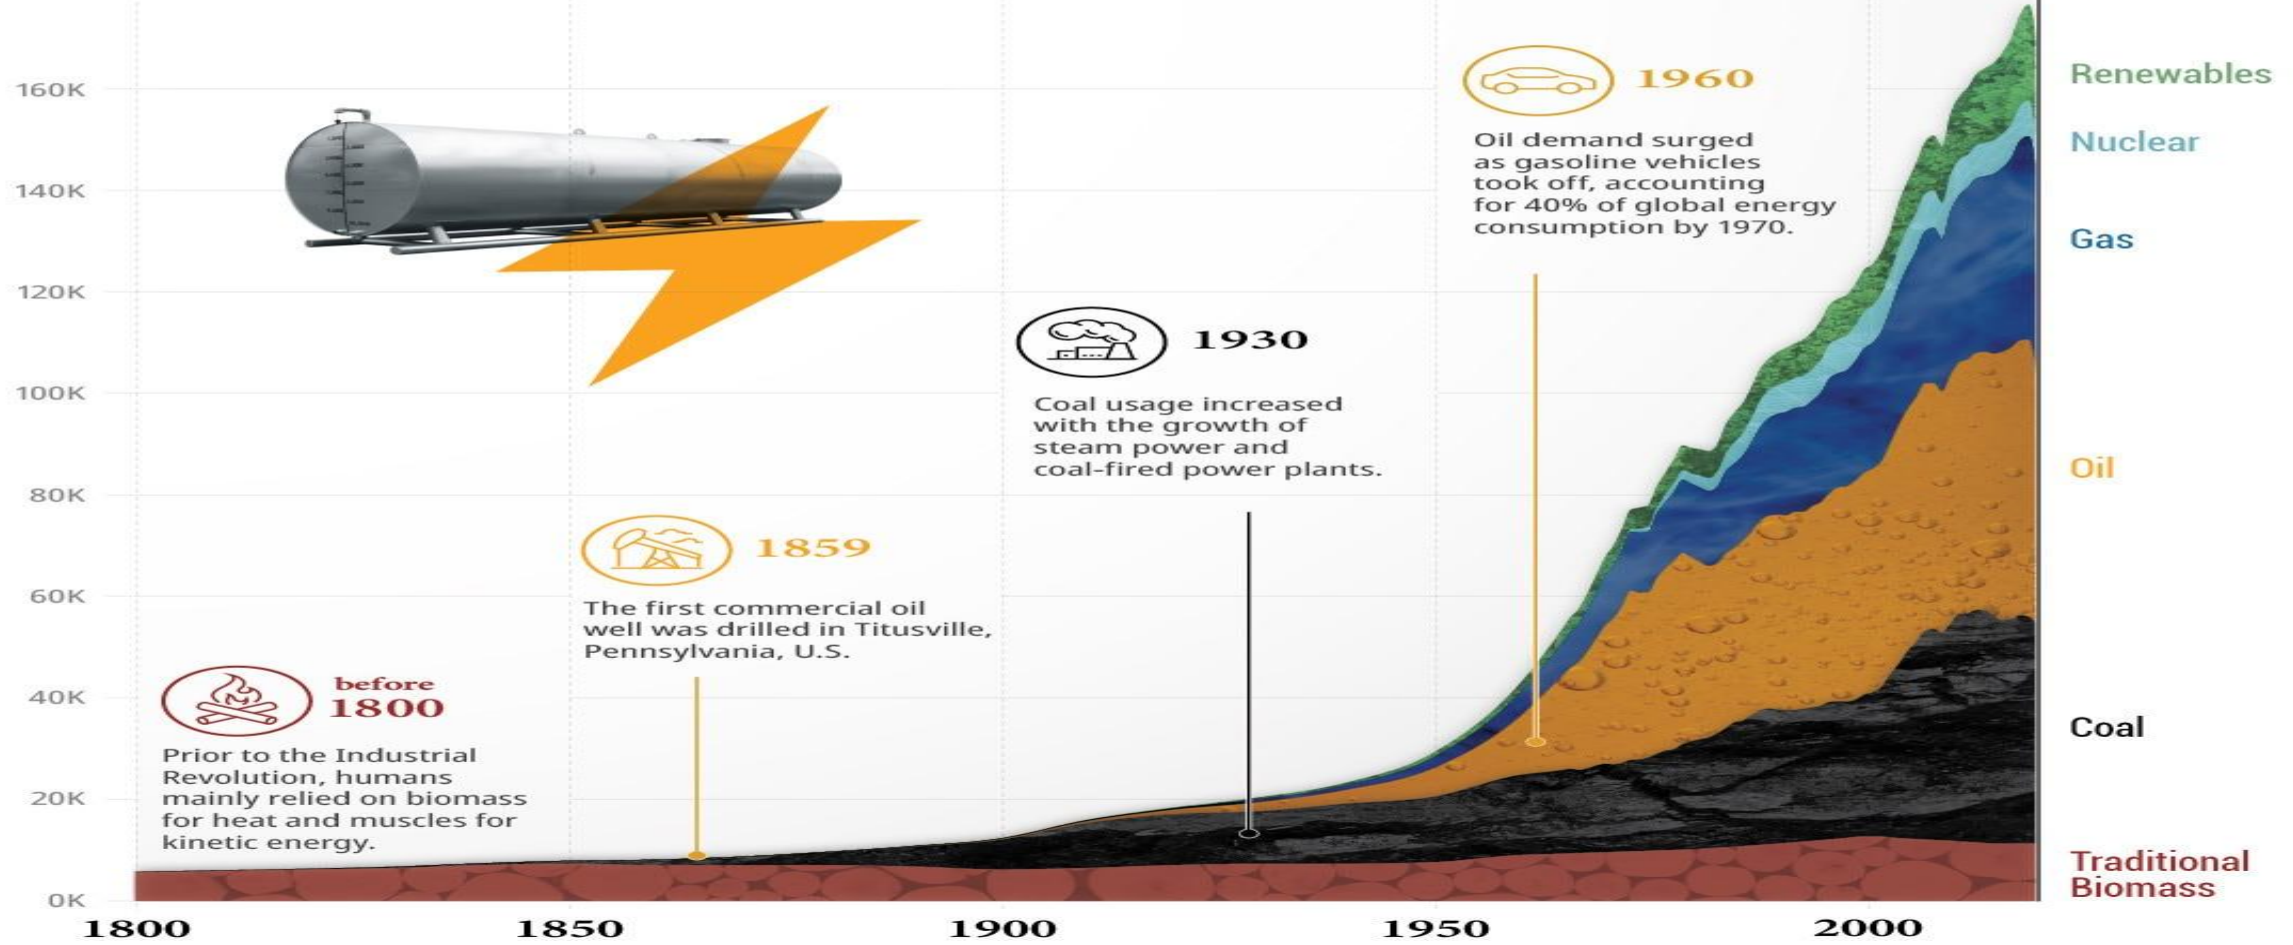 160K
140K
120K
100K
80K
60K
40K
20K
0K
before
1800
Prior to the Industrial
Revolution, humans
mainly relied on biomass
for heat and muscles for
kinetic energy.
1859
The first commercial oil
well was drilled in Titusville,
Pennsylvania, U.S.
1930
Coal usage increased
with the growth of
steam power and
coal-fired power plants.
1960
Oil demand surged
as gasoline vehicles
took off, accounting
for 40% of global energy
consumption by 1970.
Renewables
Nuclear
Gas
Oil
Coal
Traditional
Biomass
1800
1850
1900
1950
2000